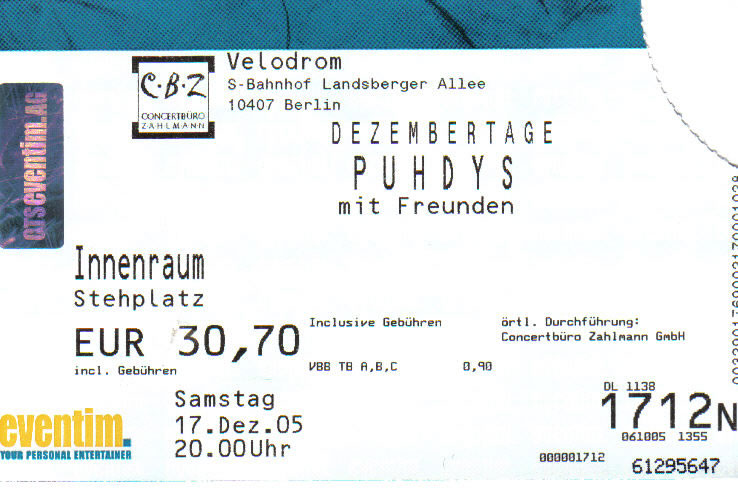 Velodrom
S-Bahnhof Landsberger Allee
10407 Berlin
C·B·Z
CONCERTBÜRO
ZAHLMANN
DEZEMBERTAGE
PUHDYS
mit Freunden
OTSeventim.AG
Innenraum
Stehplatz
EUR 30,70
incl. Gebühren
Inclusive Gebühren
VBB TB A,B,C 0,90
örtl. Durchführung:
Concertbüro Zahlmann GmbH
Samstag
17.Dez.05
20.00Uhr
eventim.
YOUR PERSONAL ENTERTAINER
DL 1138
1712N
061005 1355
000001712
61295647